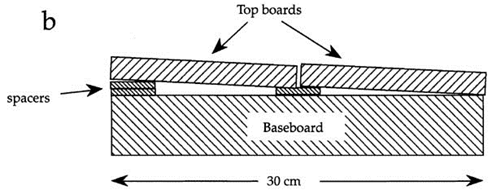 b
Top boards
spacers
Baseboard
30 cm